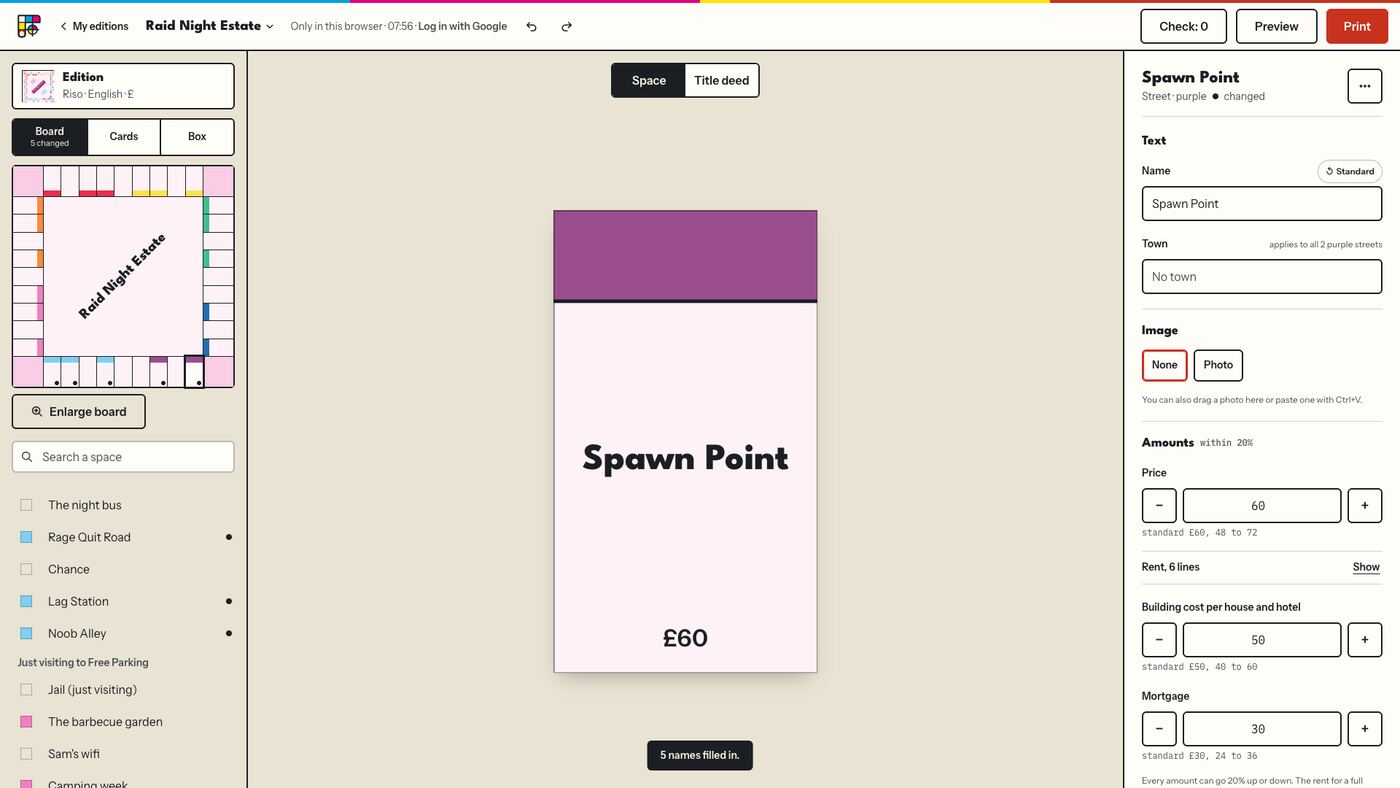 My editions
Raid Night Estate
Only in this browser · 07:56 · Log in with Google
Check: 0
Preview
Print
Edition
Riso · English · £
Board
5 changed
Cards
Box
Raid Night Estate
Enlarge board
Search a space
The night bus
Rage Quit Road
Chance
Lag Station
Noob Alley
Just visiting to Free Parking
Jail (just visiting)
The barbecue garden
Sam's wifi
Camping week
Space
Title deed
Spawn Point
£60
5 names filled in.
Spawn Point
Street · purple ● changed
Text
Name
Standard
Spawn Point
Town
applies to all 2 purple streets
No town
Image
None
Photo
You can also drag a photo here or paste one with Ctrl+V.
Amounts within 20%
Price
− 60 +
standard £60, 48 to 72
Rent, 6 lines
Show
Building cost per house and hotel
− 50 +
standard £50, 40 to 60
Mortgage
− 30 +
standard £30, 24 to 36
Every amount can go 20% up or down. The rent for a full